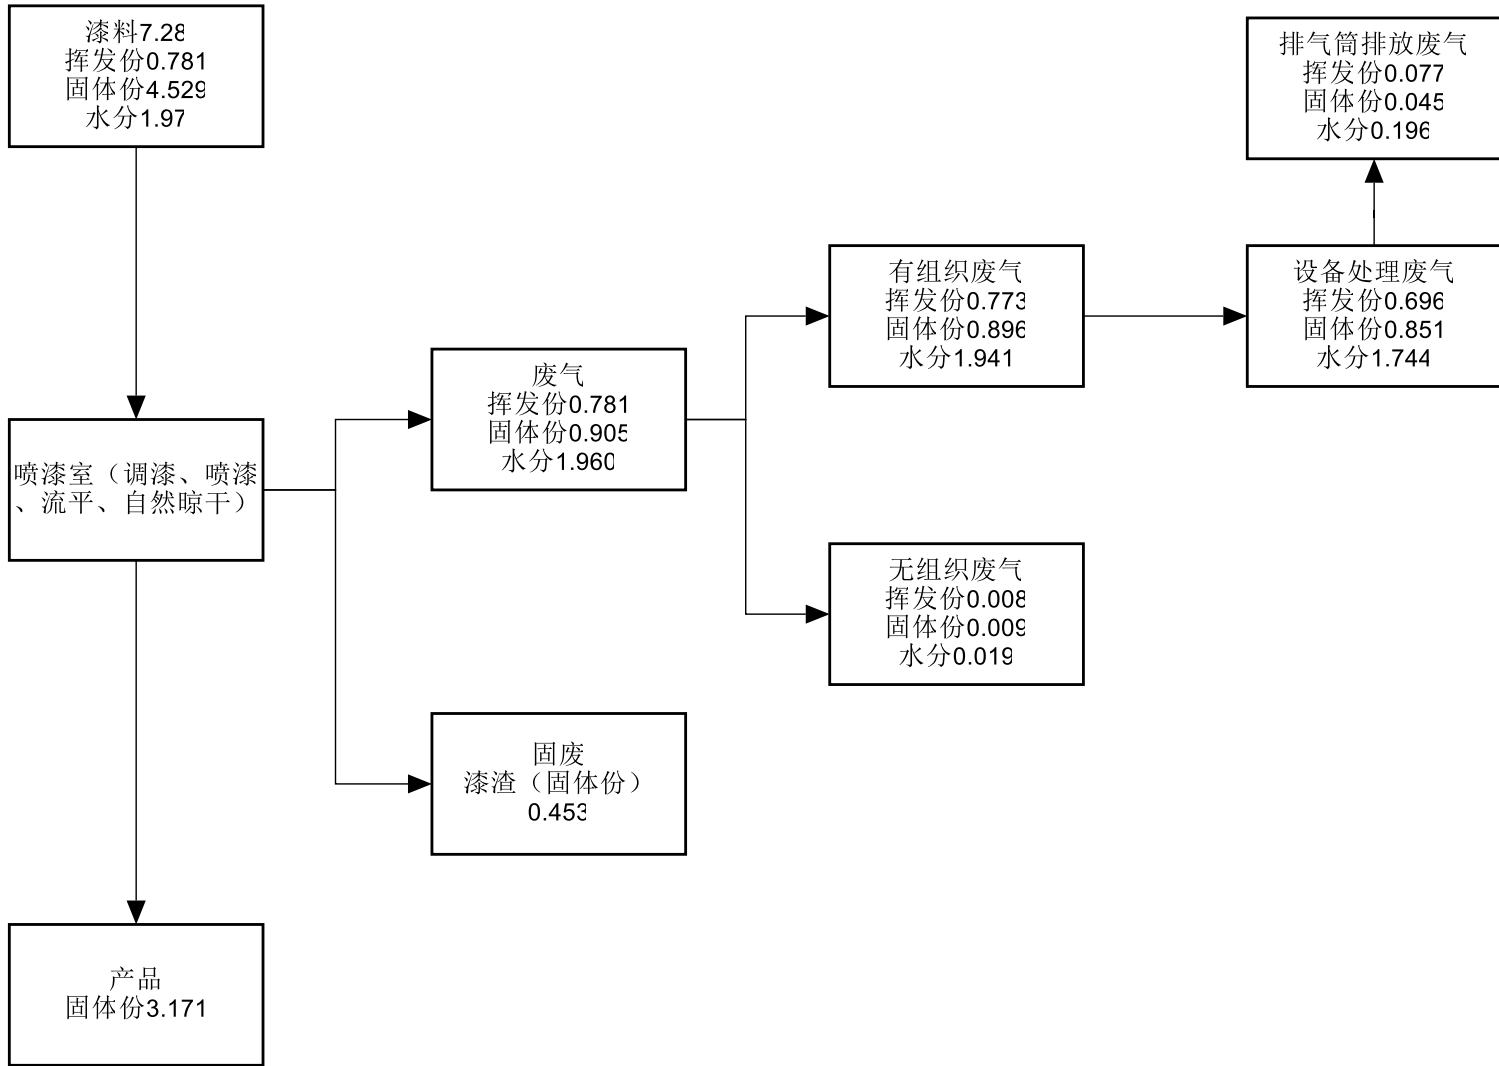 漆料7.28
挥发份0.781
固体份4.529
水分1.97
排气筒排放废气
挥发份0.077
固体份0.045
水分0.196
有组织废气
挥发份0.773
固体份0.896
水分1.941
设备处理废气
挥发份0.696
固体份0.851
水分1.744
废气
挥发份0.781
固体份0.905
水分1.960
喷漆室（调漆、喷漆
、流平、自然晾干）
无组织废气
挥发份0.008
固体份0.009
水分0.019
固废
漆渣（固体份）
0.453
产品
固体份3.171